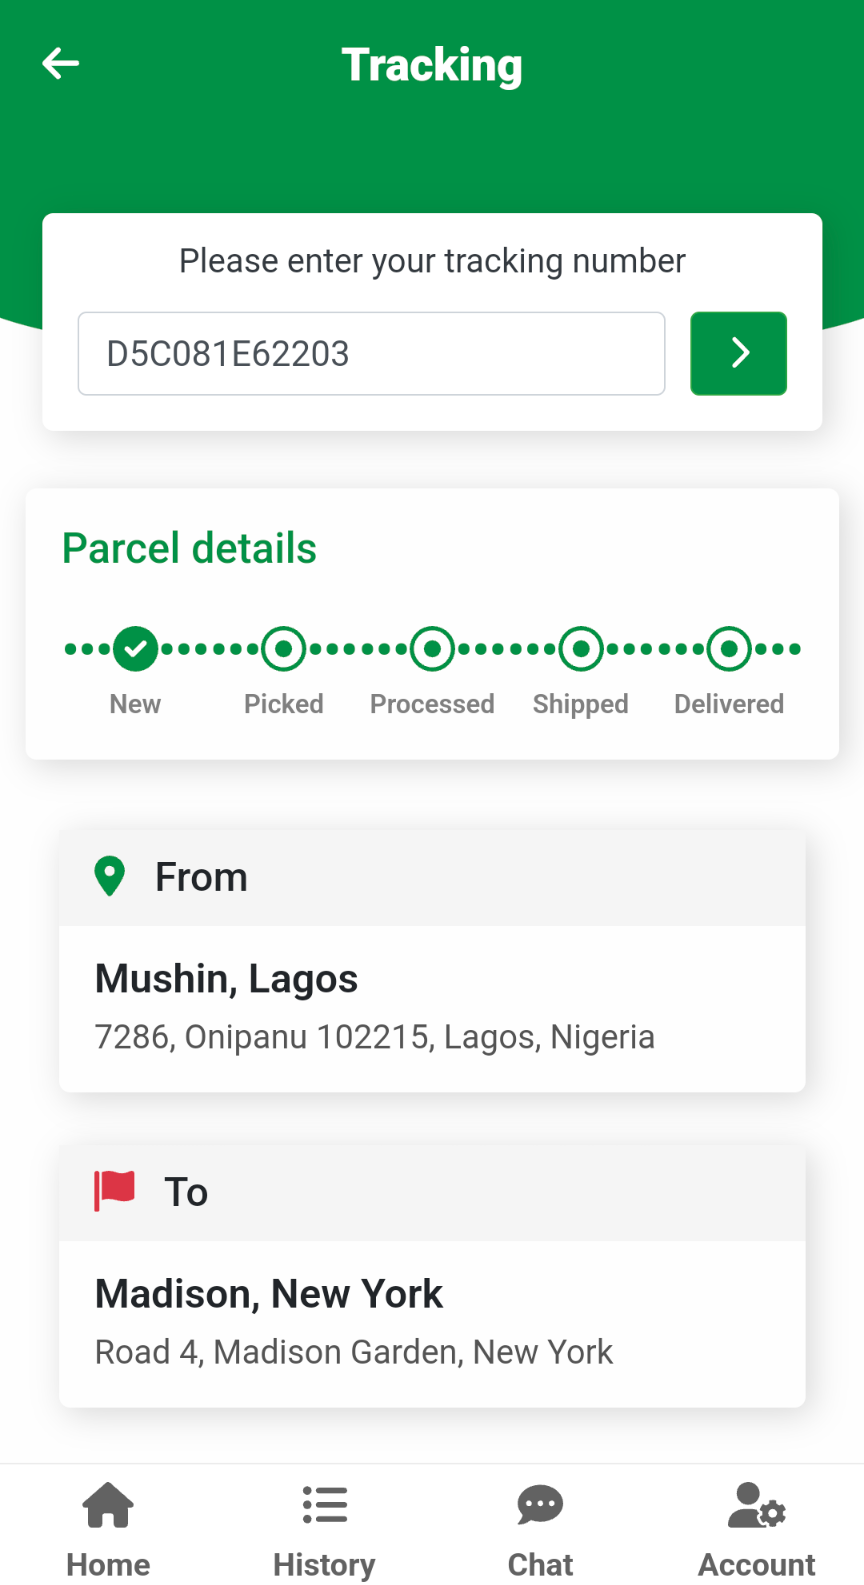 Tracking
Please enter your tracking number
D5C081E62203
Parcel details
New Picked Processed Shipped Delivered
From
Mushin, Lagos
7286, Onipanu 102215, Lagos, Nigeria
To
Madison, New York
Road 4, Madison Garden, New York
Home History Chat Account